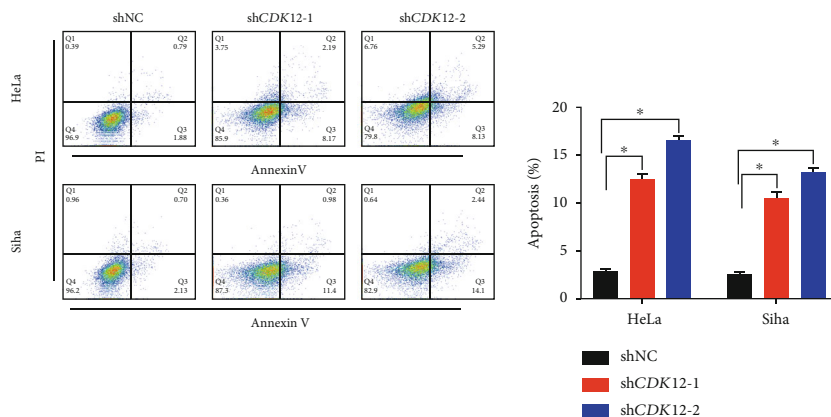 shNC
shCDK12-1
shCDK12-2
PI
HeLa
Q1
0.39
Q2
0.79
Q4
96.9
Q3
1.88
Q1
3.75
Q2
2.19
Q4
85.9
Q3
8.17
Q1
6.76
Q2
5.29
Q4
79.8
Q3
8.13
AnnexinV
Siha
Q1
0.96
Q2
0.70
Q4
96.2
Q3
2.13
Q1
0.36
Q2
0.98
Q4
87.3
Q3
11.4
Q1
0.64
Q2
2.44
Q4
82.9
Q3
14.1
Annexin V
Apoptosis (%)
20
15
10
5
0
*
*
*
*
HeLa
Siha
shNC
shCDK12-1
shCDK12-2